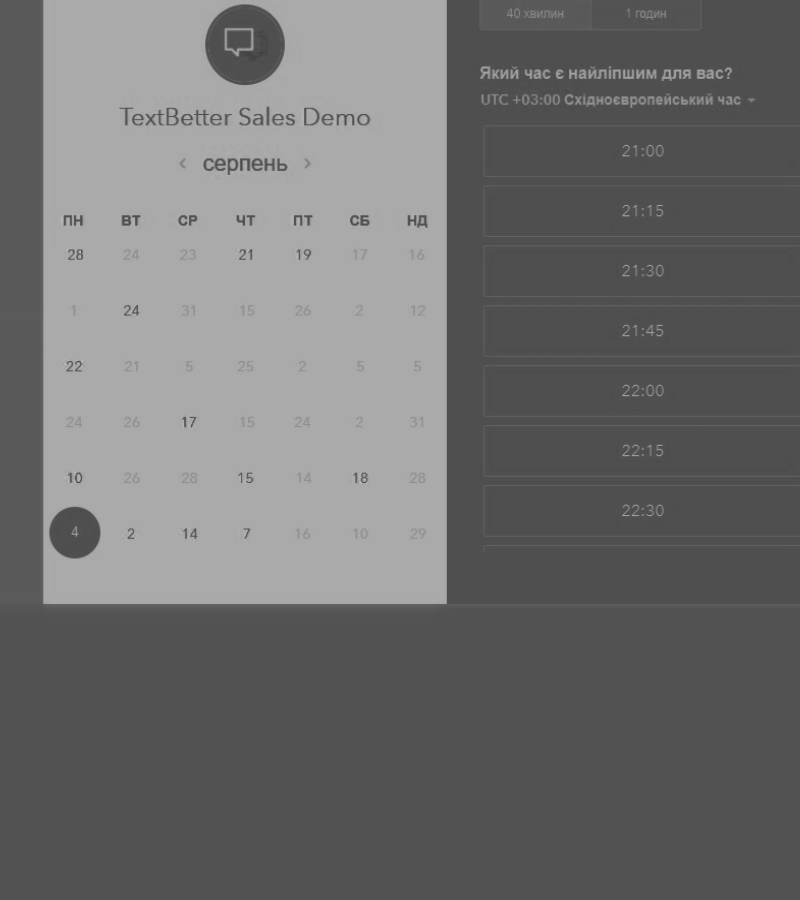 TextBetter Sales Demo
серпень
ПН ВТ СР ЧТ ПТ СБ НД
28 24 23 21 19 17 16
1 24 31 15 26 2 12
22 21 5 25 2 5 5
24 26 17 15 24 2 31
10 26 28 15 14 18 28
4 2 14 7 16 10 29
40 хвилин 1 годин
Який час є найліпшим для вас?
UTC +03:00 Східноєвропейський час
21:00
21:15
21:30
21:45
22:00
22:15
22:30